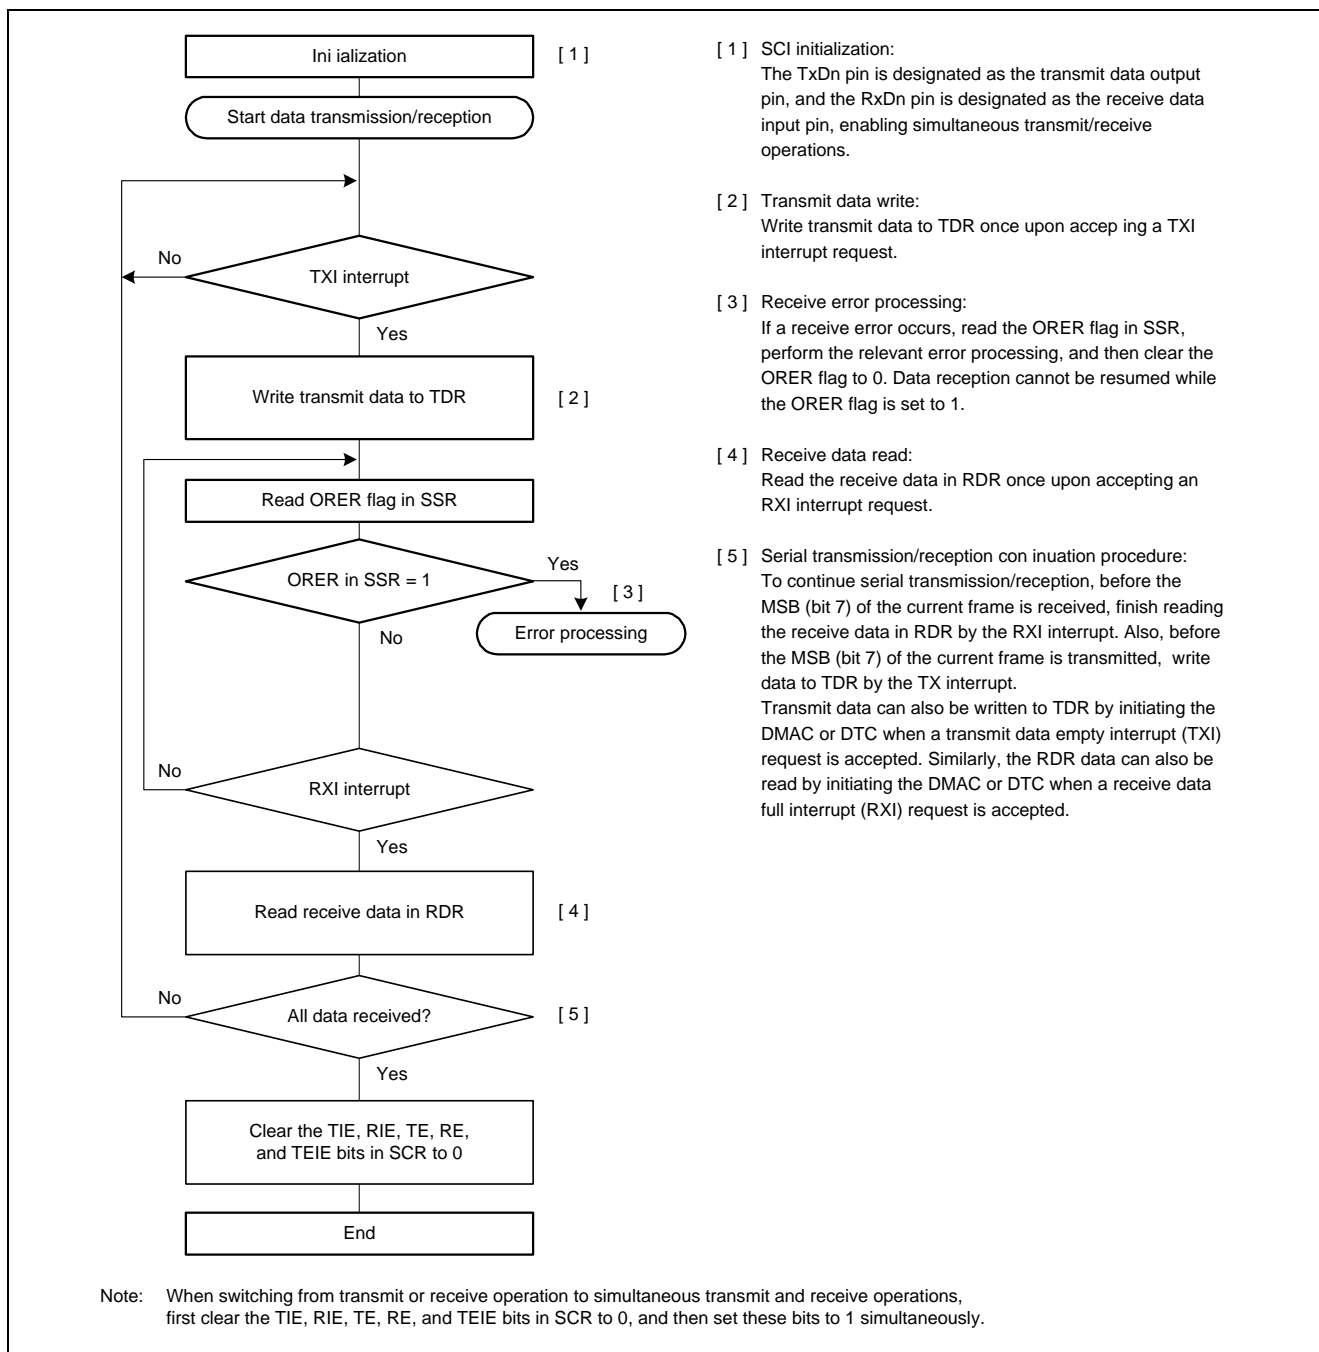 Ini ialization
[ 1 ]
Start data transmission/reception
No
TXI interrupt
Yes
Write transmit data to TDR
[ 2 ]
Read ORER flag in SSR
ORER in SSR = 1
Yes
[ 3 ]
Error processing
No
No
RXI interrupt
Yes
Read receive data in RDR
[ 4 ]
No
All data received?
[ 5 ]
Yes
Clear the TIE, RIE, TE, RE,
and TEIE bits in SCR to 0
End
[ 1 ] SCI initialization:
The TxDn pin is designated as the transmit data output
pin, and the RxDn pin is designated as the receive data
input pin, enabling simultaneous transmit/receive
operations.
[ 2 ] Transmit data write:
Write transmit data to TDR once upon accep ing a TXI
interrupt request.
[ 3 ] Receive error processing:
If a receive error occurs, read the ORER flag in SSR,
perform the relevant error processing, and then clear the
ORER flag to 0. Data reception cannot be resumed while
the ORER flag is set to 1.
[ 4 ] Receive data read:
Read the receive data in RDR once upon accepting an
RXI interrupt request.
[ 5 ] Serial transmission/reception con inuation procedure:
To continue serial transmission/reception, before the
MSB (bit 7) of the current frame is received, finish reading
the receive data in RDR by the RXI interrupt. Also, before
the MSB (bit 7) of the current frame is transmitted, write
data to TDR by the TX interrupt.
Transmit data can also be written to TDR by initiating the
DMAC or DTC when a transmit data empty interrupt (TXI)
request is accepted. Similarly, the RDR data can also be
read by initiating the DMAC or DTC when a receive data
full interrupt (RXI) request is accepted.
Note: When switching from transmit or receive operation to simultaneous transmit and receive operations,
first clear the TIE, RIE, TE, RE, and TEIE bits in SCR to 0, and then set these bits to 1 simultaneously.